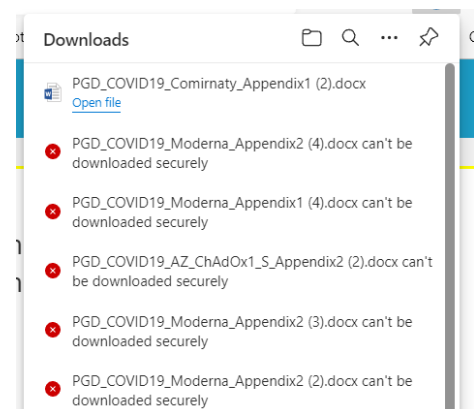 Downloads
PGD_COVID19_Comirnaty_Appendix1 (2).docx
Open file
PGD_COVID19_Moderna_Appendix2 (4).docx can't be
downloaded securely
PGD_COVID19_Moderna_Appendix1 (4).docx can't be
downloaded securely
PGD_COVID19_AZ_ChAdOx1_S_Appendix2 (2).docx can't
be downloaded securely
PGD_COVID19_Moderna_Appendix2 (3).docx can't be
downloaded securely
PGD_COVID19_Moderna_Appendix2 (2).docx can't be
downloaded securely